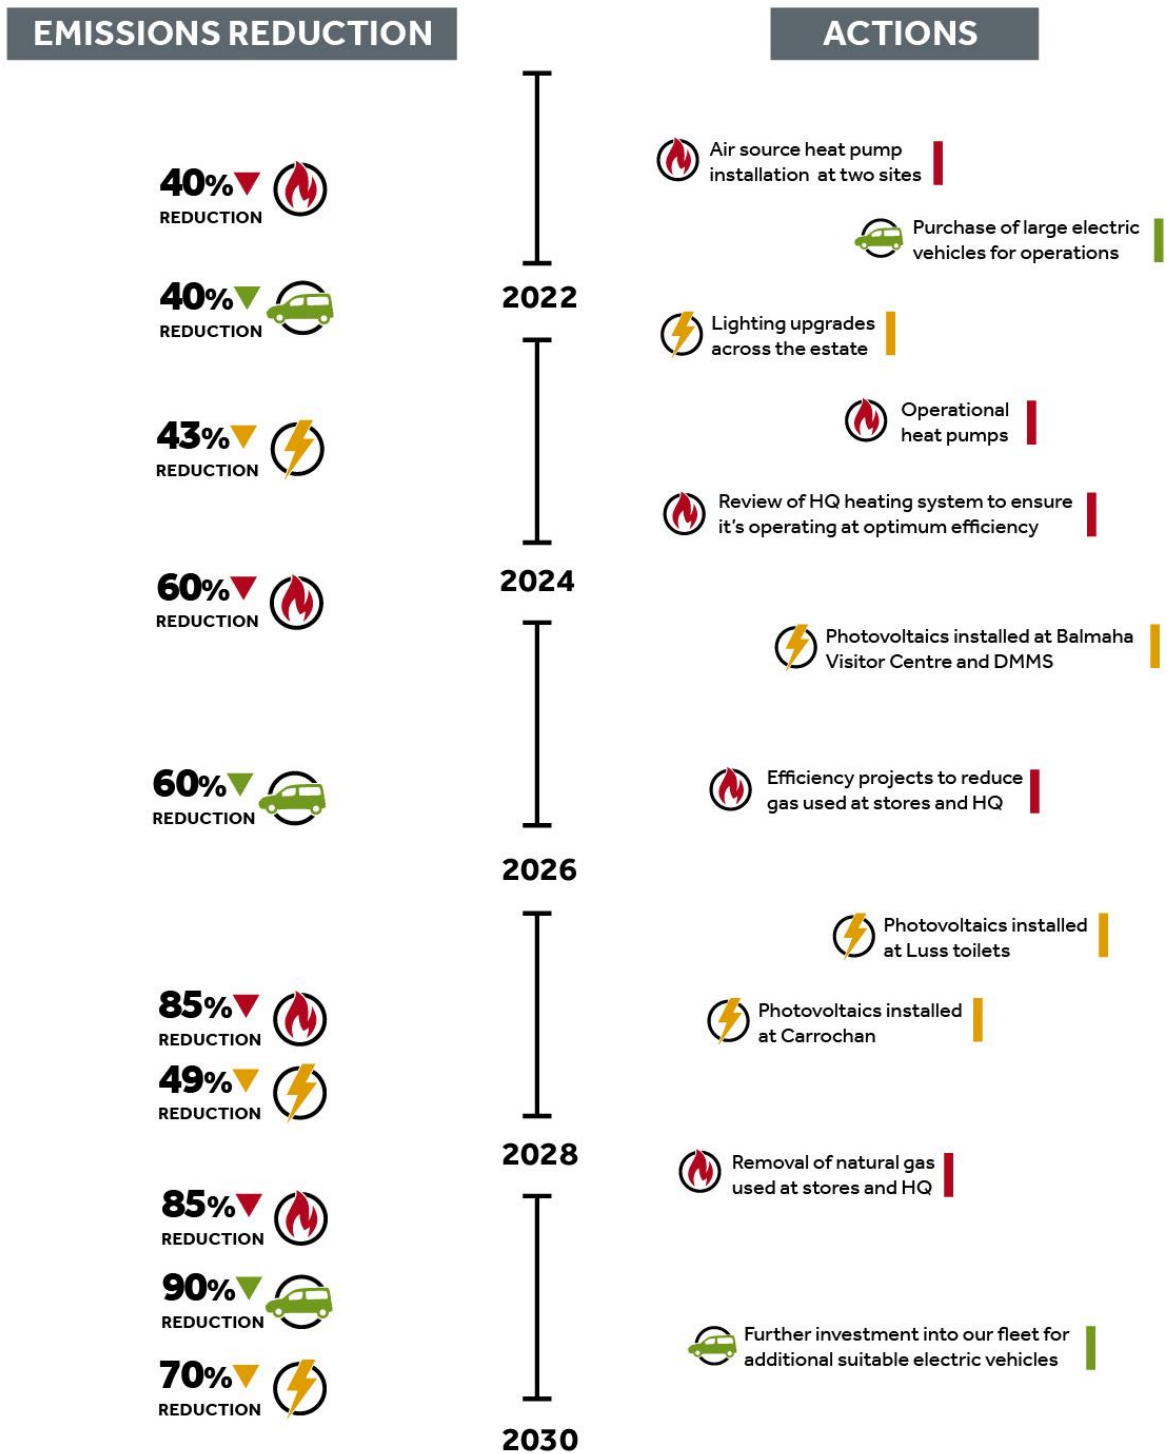 EMISSIONS REDUCTION
ACTIONS
40%
REDUCTION
40%
REDUCTION
43%
REDUCTION
60%
REDUCTION
60%
REDUCTION
85%
REDUCTION
49%
REDUCTION
85%
REDUCTION
90%
REDUCTION
70%
REDUCTION
2022
2024
2026
2028
2030
Air source heat pump
installation at two sites
Purchase of large electric
vehicles for operations
Lighting upgrades
across the estate
Operational
heat pumps
Review of HQ heating system to ensure
it's operating at optimum efficiency
Photovoltaics installed at Balmaha
Visitor Centre and DMMS
Efficiency projects to reduce
gas used at stores and HQ
Photovoltaics installed
at Luss toilets
Photovoltaics installed
at Carrochan
Removal of natural gas
used at stores and HQ
Further investment into our fleet for
additional suitable electric vehicles